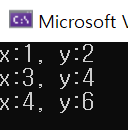 Microsoft V
x:1, y:2
x:3, y:4
x:4, y:6